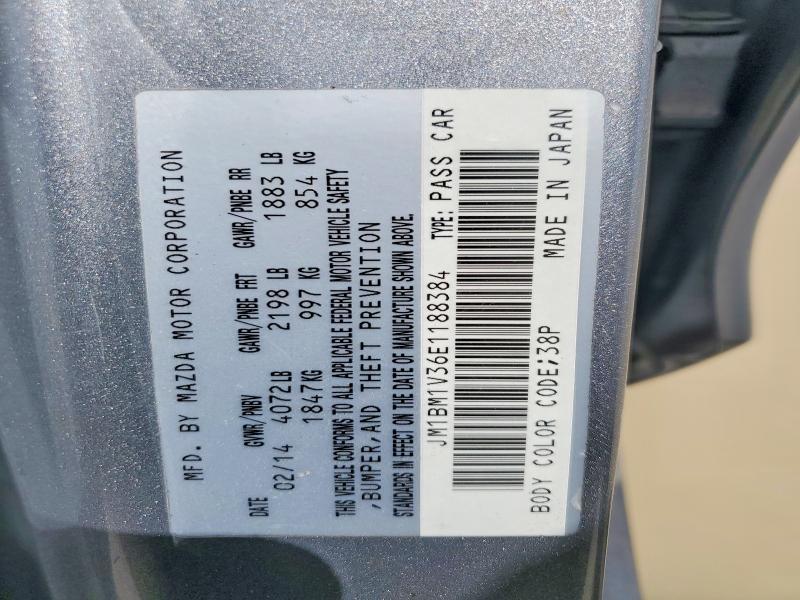 MFD. BY MAZDA MOTOR CORPORATION
DATE GVWR/PNBV GAWR/PNBE FRT GAWR/PNBE RR
02/14 4072LB 2198 LB 1883 LB
1847KG 997 KG 854 KG
THIS VEHICLE CONFORMS TO ALL APPLICABLE FEDERAL MOTOR VEHICLE SAFETY
,BUMPER,AND THEFT PREVENTION
STANDARDS IN EFFECT ON THE DATE OF MANUFACTURE SHOWN ABOVE.
JM1BM1V36E1188384 TYPE: PASS CAR
BODY COLOR CODE;38P MADE IN JAPAN